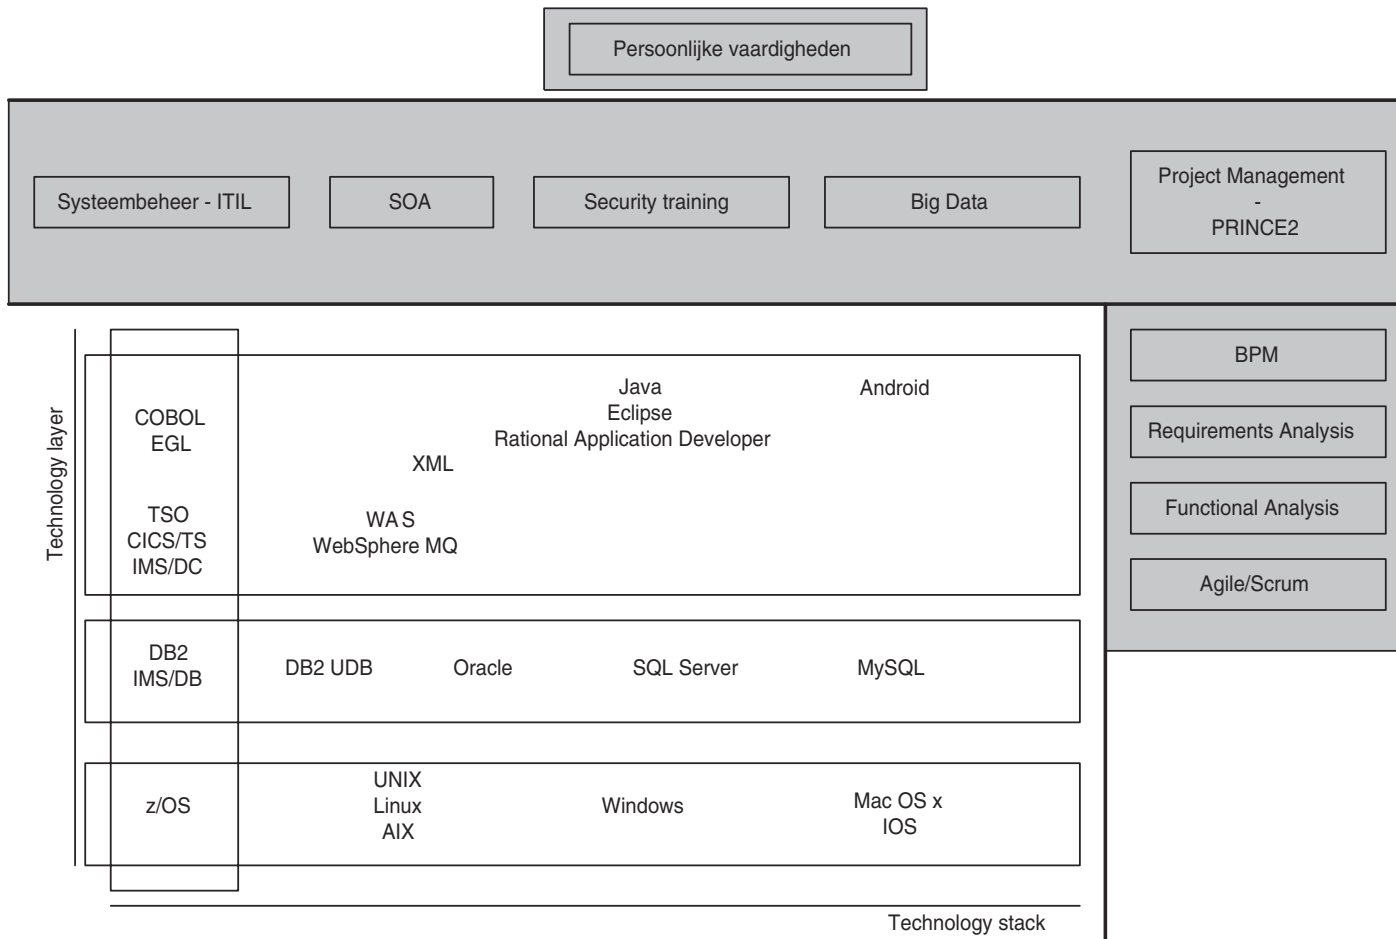 Persoonlijke vaardigheden
Systeembeheer - ITIL
SOA
Security training
Big Data
Project Management
-
PRINCE2
BPM
Requirements Analysis
Functional Analysis
Agile/Scrum
Technology layer
COBOL
EGL
TSO
CICS/TS
IMS/DC
Java
Eclipse
Rational Application Developer
Android
XML
WA S
WebSphere MQ
DB2
IMS/DB
DB2 UDB
Oracle
SQL Server
MySQL
z/OS
UNIX
Linux
AIX
Windows
Mac OS x
IOS
Technology stack